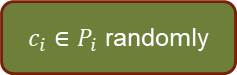 𝑐ᵢ ∈ 𝑃ᵢ randomly